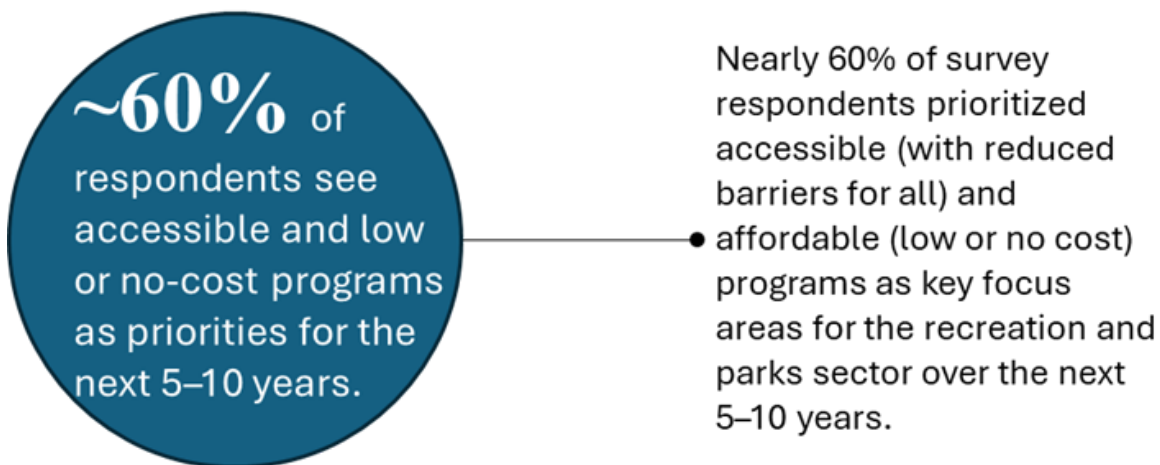 ~60% of
respondents see
accessible and low
or no-cost programs
as priorities for the
next 5–10 years.
Nearly 60% of survey
respondents prioritized
accessible (with reduced
barriers for all) and
affordable (low or no cost)
programs as key focus
areas for the recreation and
parks sector over the next
5–10 years.